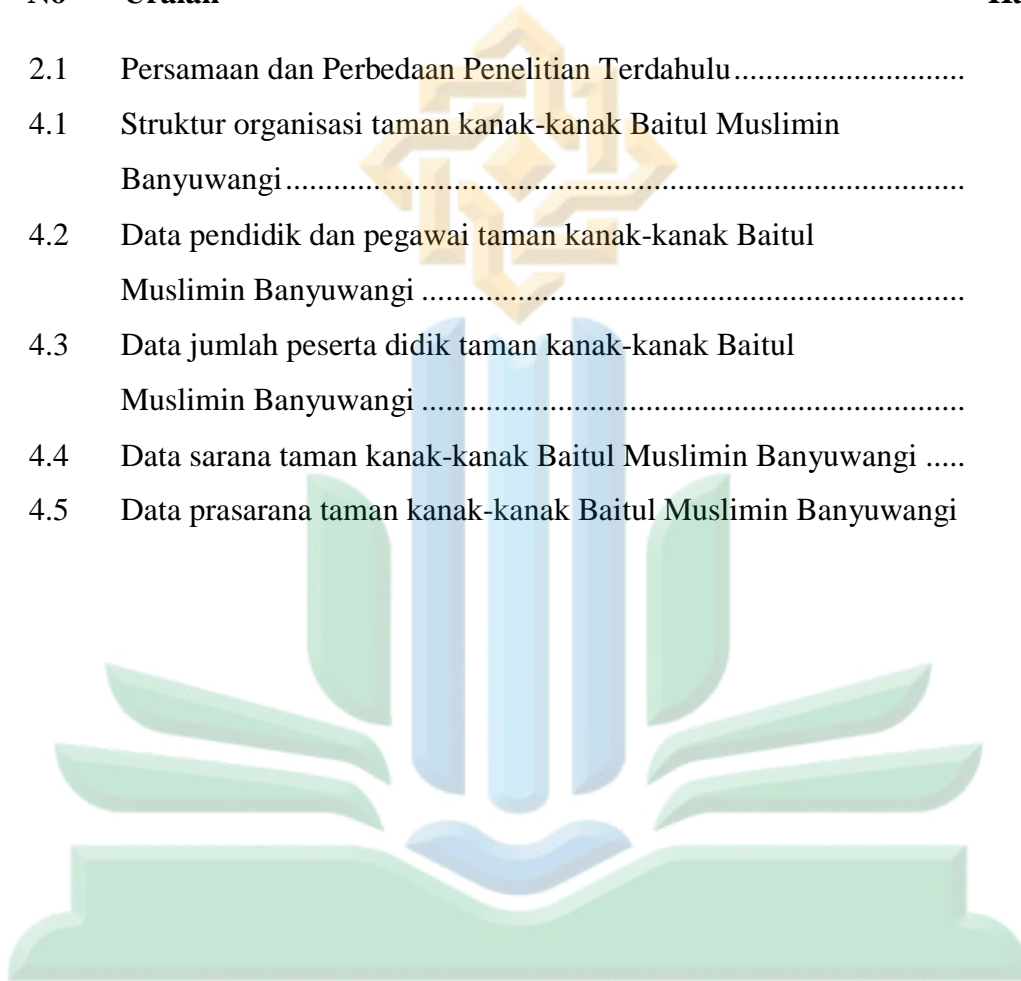 2.1 Persamaan dan Perbedaan Penelitian Terdahulu.............................
4.1 Struktur organisasi taman kanak-kanak Baitul Muslimin
Banyuwangi.....................................................................................
4.2 Data pendidik dan pegawai taman kanak-kanak Baitul
Muslimin Banyuwangi ....................................................................
4.3 Data jumlah peserta didik taman kanak-kanak Baitul
Muslimin Banyuwangi ....................................................................
4.4 Data sarana taman kanak-kanak Baitul Muslimin Banyuwangi .....
4.5 Data prasarana taman kanak-kanak Baitul Muslimin Banyuwangi